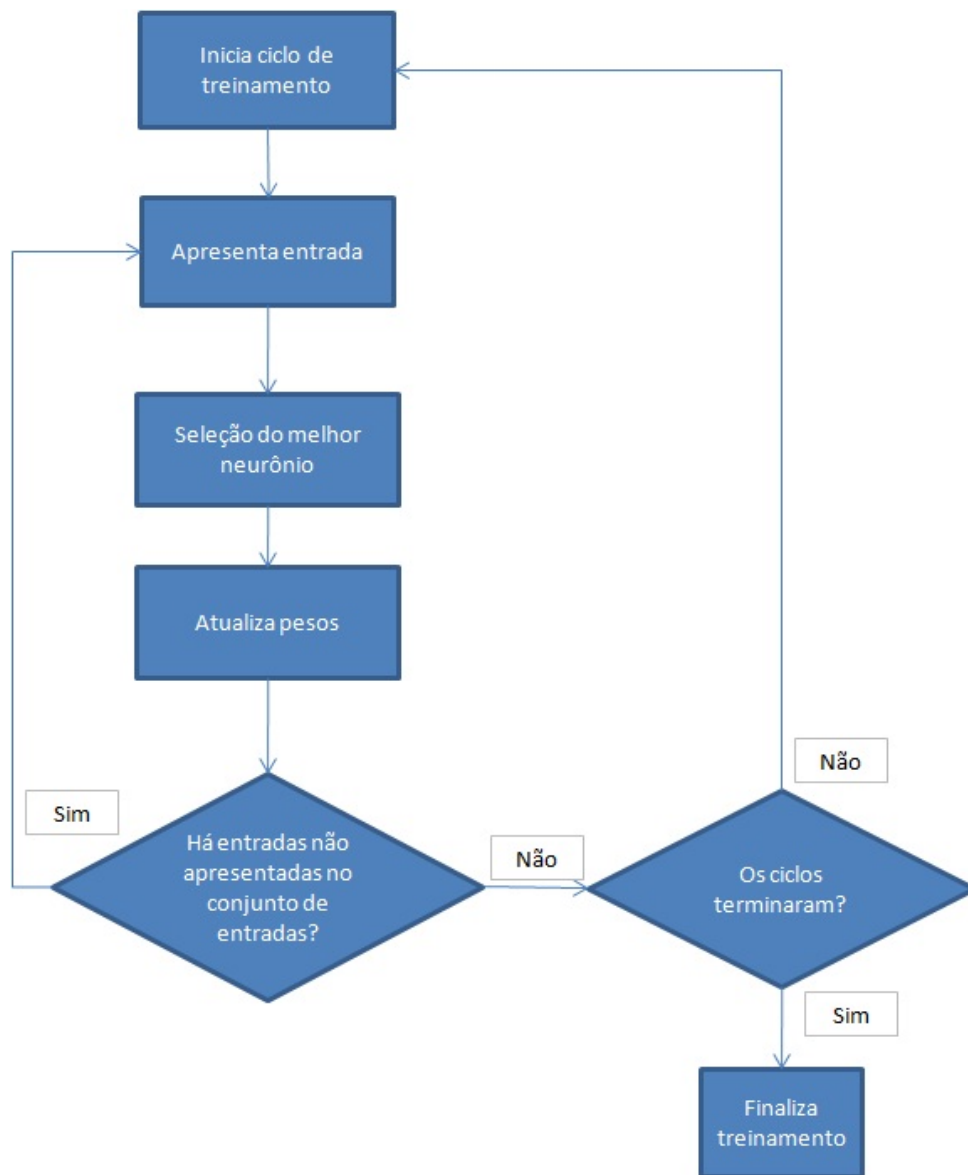 Inicia ciclo de
treinamento
Apresenta entrada
Seleção do melhor
neurônio
Atualiza pesos
Sim
Há entradas não
apresentadas no
conjunto de
entradas?
Não
Não
Os ciclos
terminaram?
Sim
Finaliza
treinamento